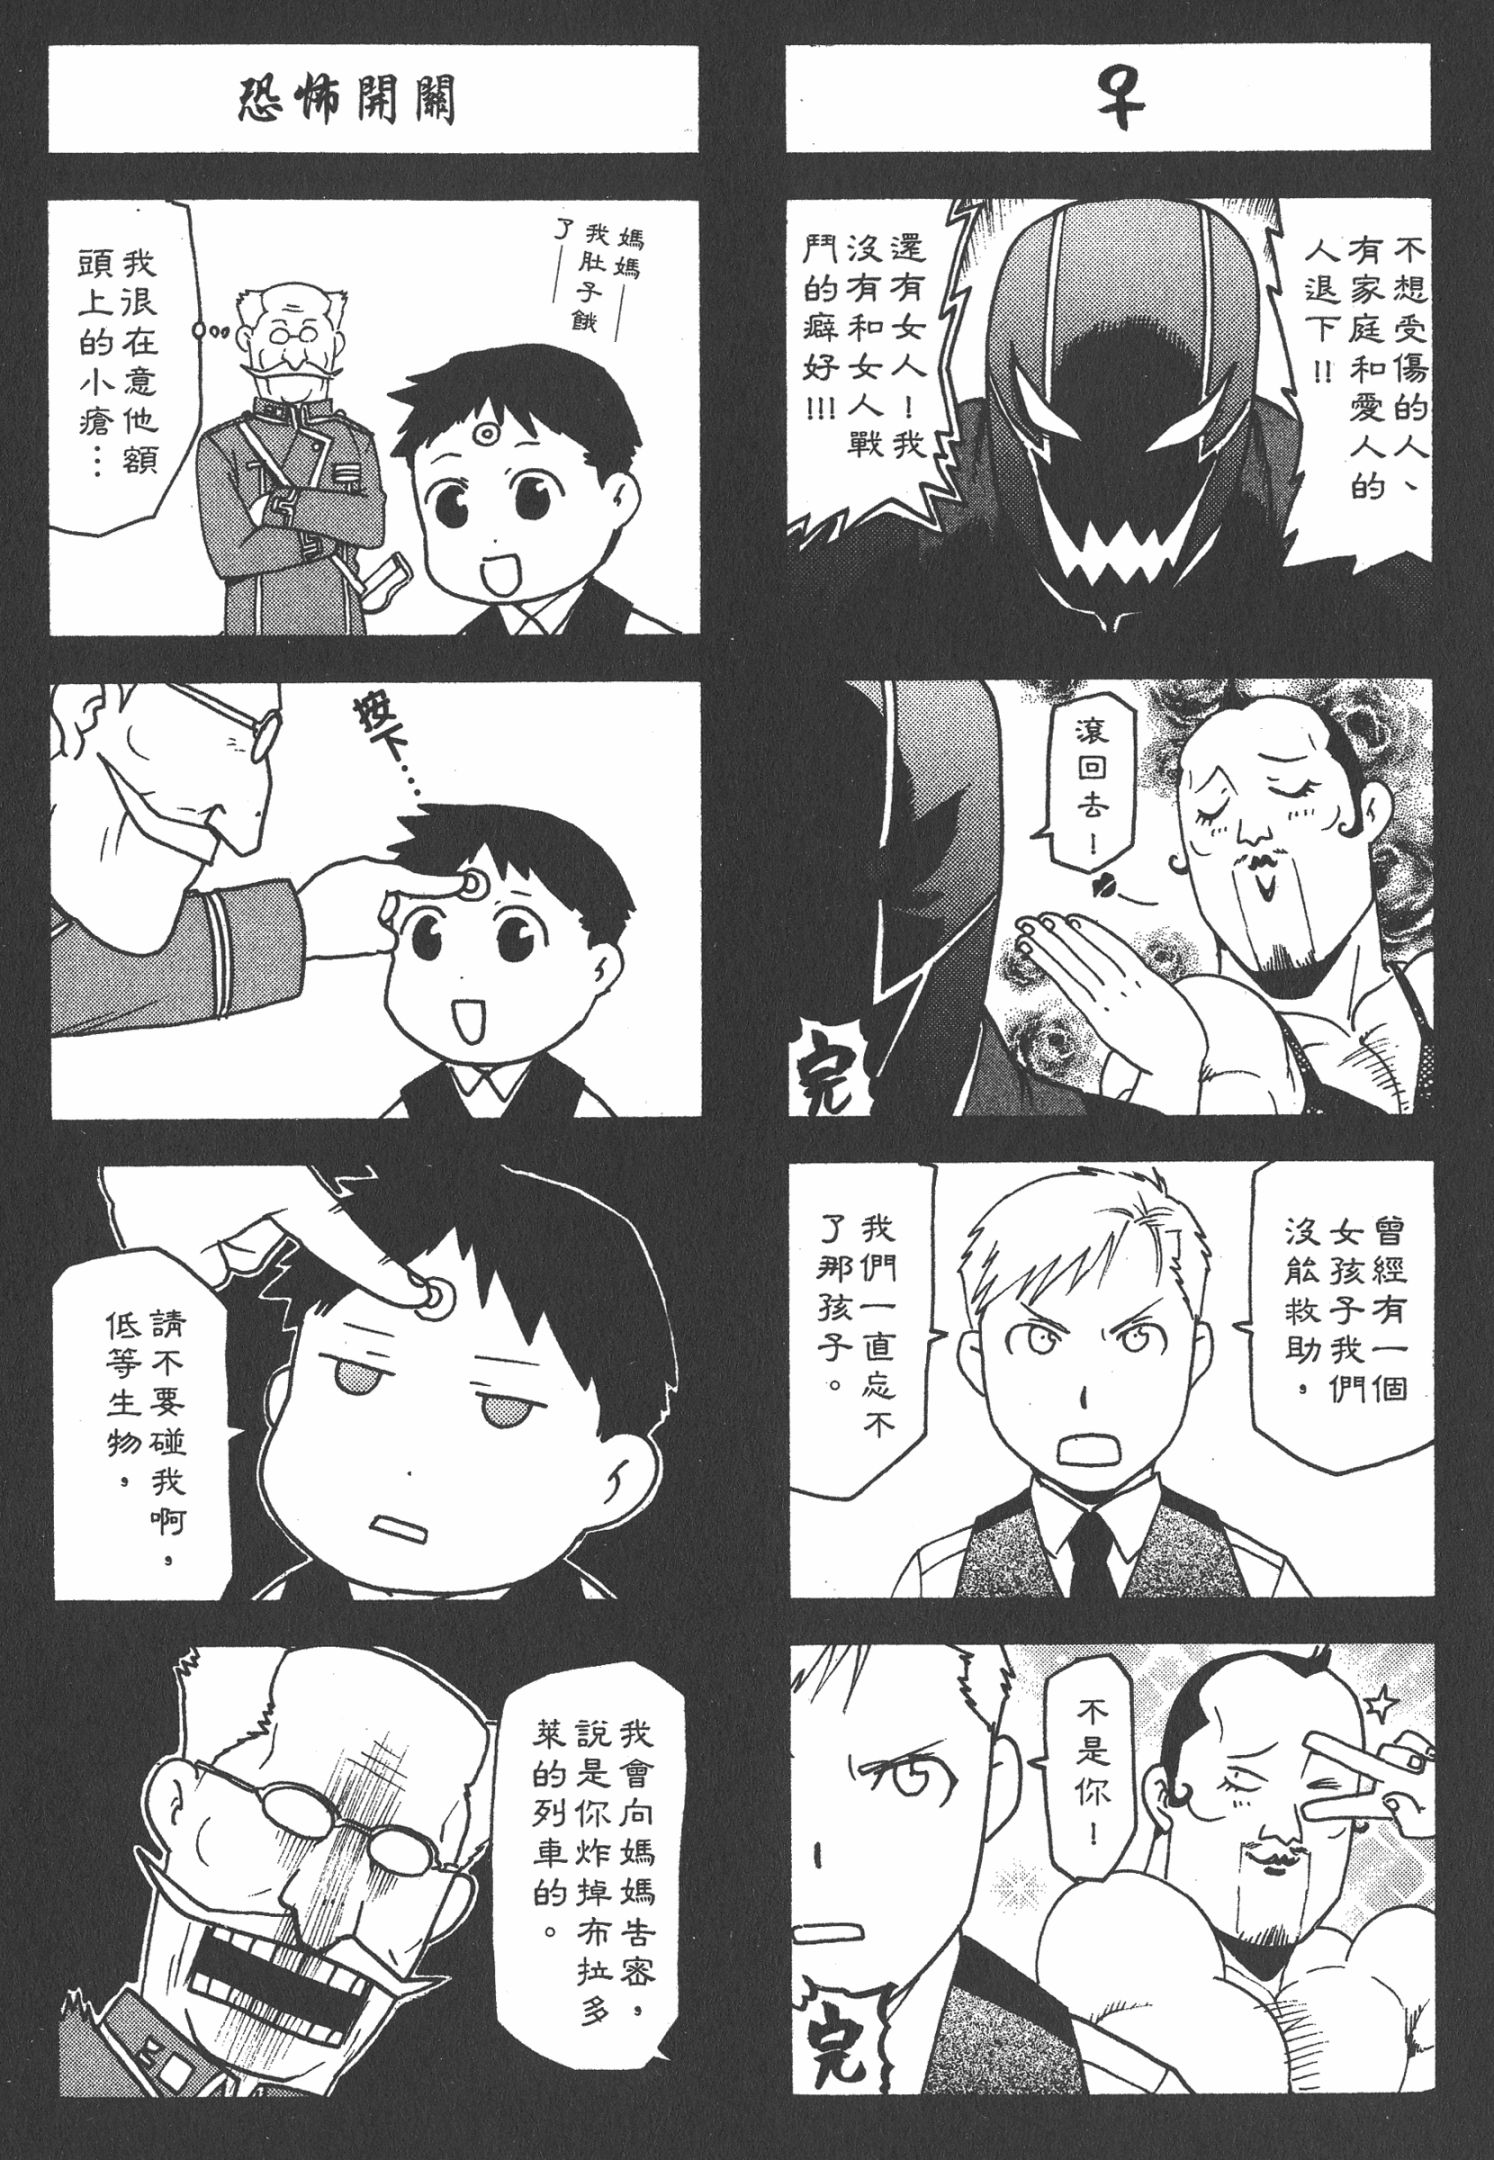 ♀
不想受傷的人、
有家庭和愛人的
人退下!!
還有女人！我
沒有和女人戰
鬥的癖好!!!
滾回去！
完
曾經有一個
女孩子我們
沒能救助，
我們一直忘不
了那孩子。
不是你！
完
恐怖開關
媽媽——
我肚子餓
了——
我很在意他額
頭上的小瘡…
按下…
請不要碰我啊，
低等生物，
我會向媽媽告密，
說是你炸掉布拉多
萊的列車的。